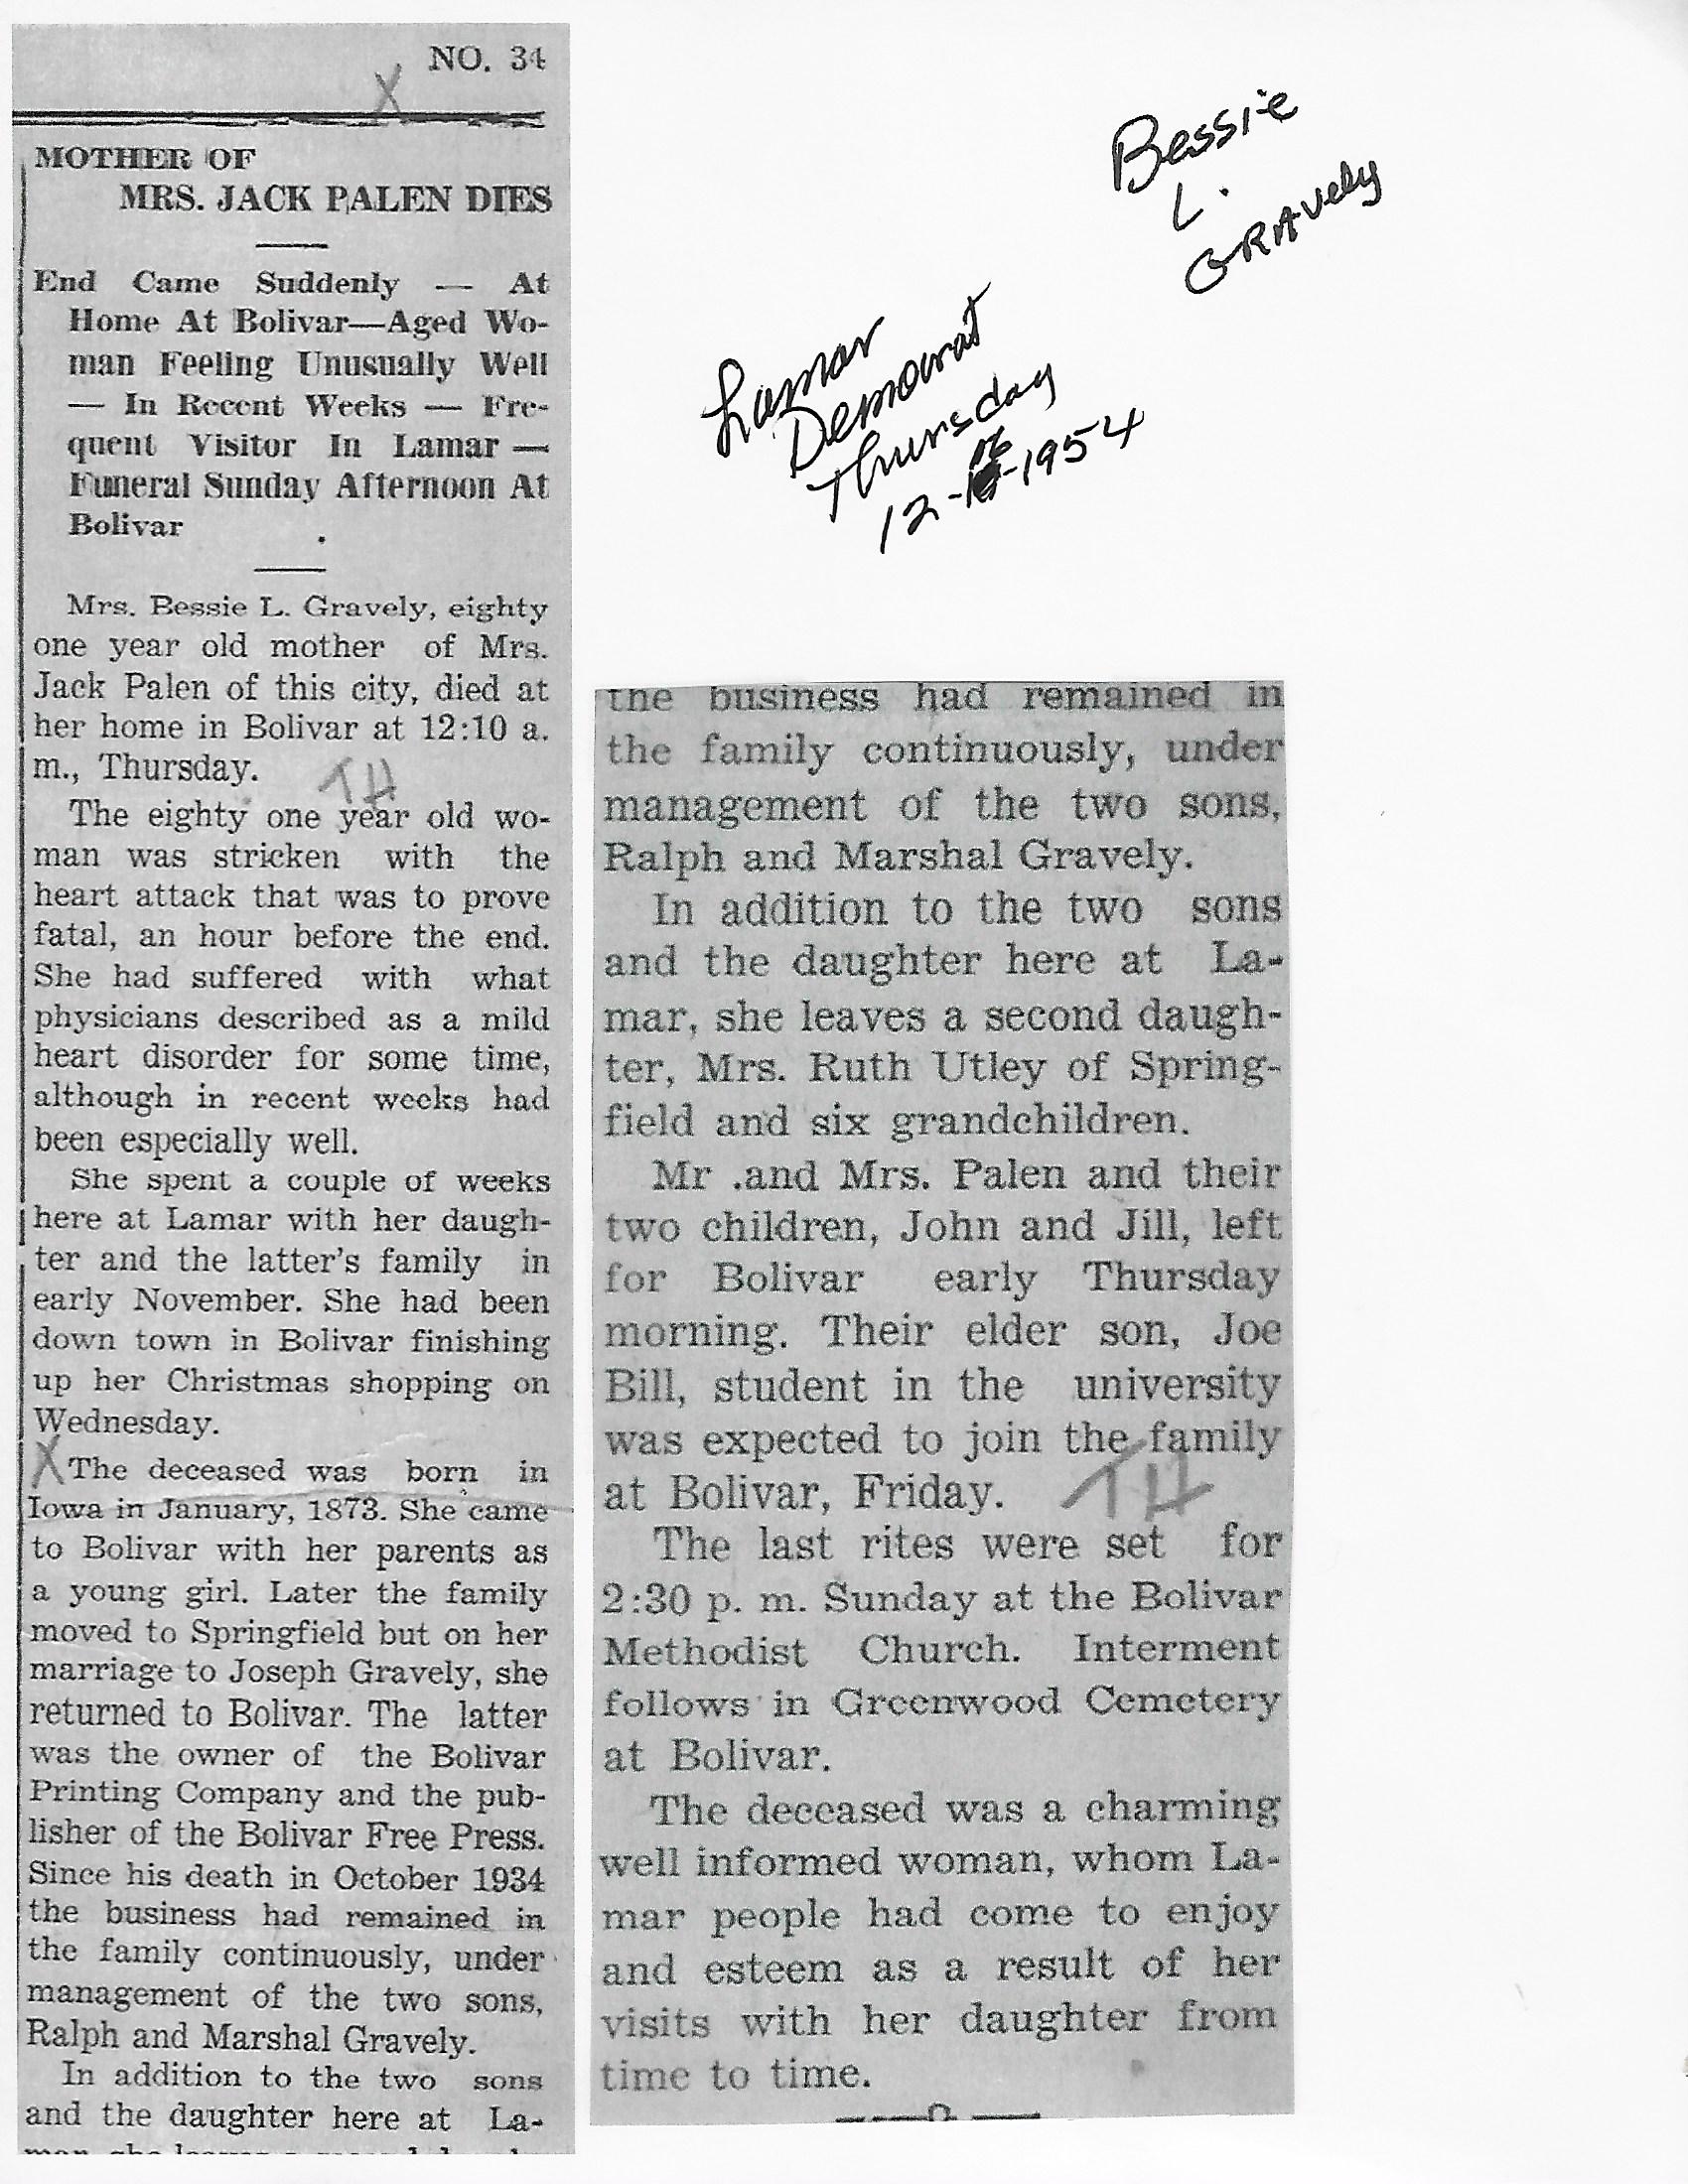 NO. 34
X
MOTHER OF
MRS. JACK PALEN DIES
End Came Suddenly — At
Home At Bolivar—Aged Wo-
man Feeling Unusually Well
— In Recent Weeks — Fre-
quent Visitor In Lamar —
Funeral Sunday Afternoon At
Bolivar
Mrs. Bessie L. Gravely, eighty
one year old mother of Mrs.
Jack Palen of this city, died at
her home in Bolivar at 12:10 a.
m., Thursday.
TH
The eighty one year old wo-
man was stricken with the
heart attack that was to prove
fatal, an hour before the end.
She had suffered with what
physicians described as a mild
heart disorder for some time,
although in recent weeks had
been especially well.
She spent a couple of weeks
here at Lamar with her daugh-
ter and the latter's family in
early November. She had been
down town in Bolivar finishing
up her Christmas shopping on
Wednesday.
X The deceased was born in
Iowa in January, 1873. She came
to Bolivar with her parents as
a young girl. Later the family
moved to Springfield but on her
marriage to Joseph Gravely, she
returned to Bolivar. The latter
was the owner of the Bolivar
Printing Company and the pub-
lisher of the Bolivar Free Press.
Since his death in October 1934
the business had remained in
the family continuously, under
management of the two sons,
Ralph and Marshal Gravely.
In addition to the two sons
and the daughter here at La-
Bessie
L.
GRAvely
Lamar
Democrat
Thursday
12-16-1954
the business had remained in
the family continuously, under
management of the two sons,
Ralph and Marshal Gravely.
In addition to the two sons
and the daughter here at La-
mar, she leaves a second daugh-
ter, Mrs. Ruth Utley of Spring-
field and six grandchildren.
Mr .and Mrs. Palen and their
two children, John and Jill, left
for Bolivar early Thursday
morning. Their elder son, Joe
Bill, student in the university
was expected to join the family
at Bolivar, Friday.
TH
The last rites were set for
2:30 p. m. Sunday at the Bolivar
Methodist Church. Interment
follows in Greenwood Cemetery
at Bolivar.
The deceased was a charming
well informed woman, whom La-
mar people had come to enjoy
and esteem as a result of her
visits with her daughter from
time to time.